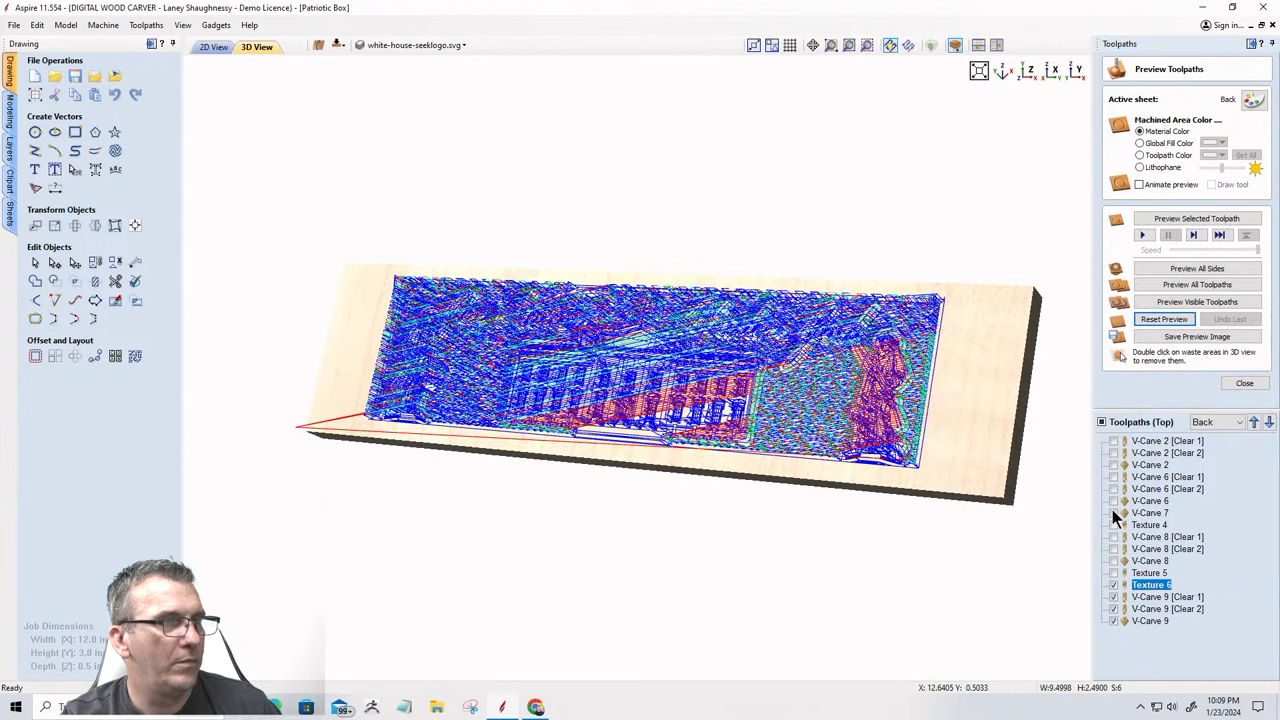 Aspire 11.554 - (DIGITAL WOOD CARVER - Laney Shaughnessy - Demo Licence) - [Patriotic Box]
File Edit Model Machine Toolpaths View Gadgets Help
Sign in...
Drawing
2D View 3D View
white-house-seeklogo.svg
Toolpaths
Drawing
Modeling
Layers
Clipart
Sheets
File Operations
Create Vectors
Transform Objects
Edit Objects
Offset and Layout
Job Dimensions
Width (X): 12.0 in
Height (Y): 3.0 in
Depth (Z): 0.5 in
Ready
Z X Y
Preview Toolpaths
Active sheet: Back
Machined Area Color ....
Material Color
Global Fill Color
Toolpath Color Set All
Lithophane
Animate preview Draw tool
Preview Selected Toolpath
Speed
Preview All Sides
Preview All Toolpaths
Preview Visible Toolpaths
Reset Preview Undo Last
Save Preview Image
Double click on waste areas in 3D view
to remove them.
Close
Toolpaths (Top) Back
V-Carve 2 [Clear 1]
V-Carve 2 [Clear 2]
V-Carve 2
V-Carve 6 [Clear 1]
V-Carve 6 [Clear 2]
V-Carve 6
V-Carve 7
Texture 4
V-Carve 8 [Clear 1]
V-Carve 8 [Clear 2]
V-Carve 8
Texture 5
Texture 6
V-Carve 9 [Clear 1]
V-Carve 9 [Clear 2]
V-Carve 9
X: 12.6405 Y: 0.5033 W:9.4998 H:2.4900 S:6
99+
10:09 PM
1/23/2024